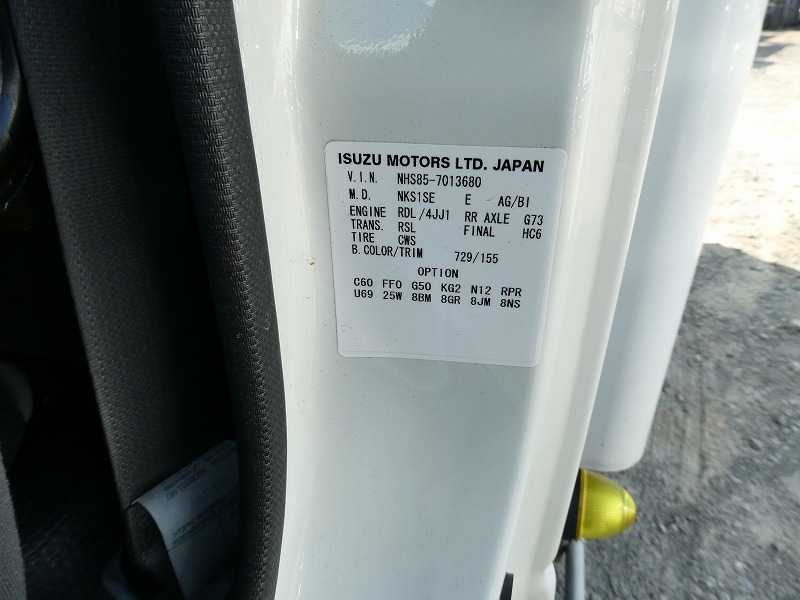 ISUZU MOTORS LTD. JAPAN
V.I.N. NHS85-7013680
M.D. NKS1SE E AG/BI
ENGINE RDL/4JJ1 RR AXLE G73
TRANS. RSL FINAL HC6
TIRE CWS
B.COLOR/TRIM 729/155
OPTION
C60 FF0 G50 KG2 N12 RPR
U69 25W 8BM 8GR 8JM 8NS